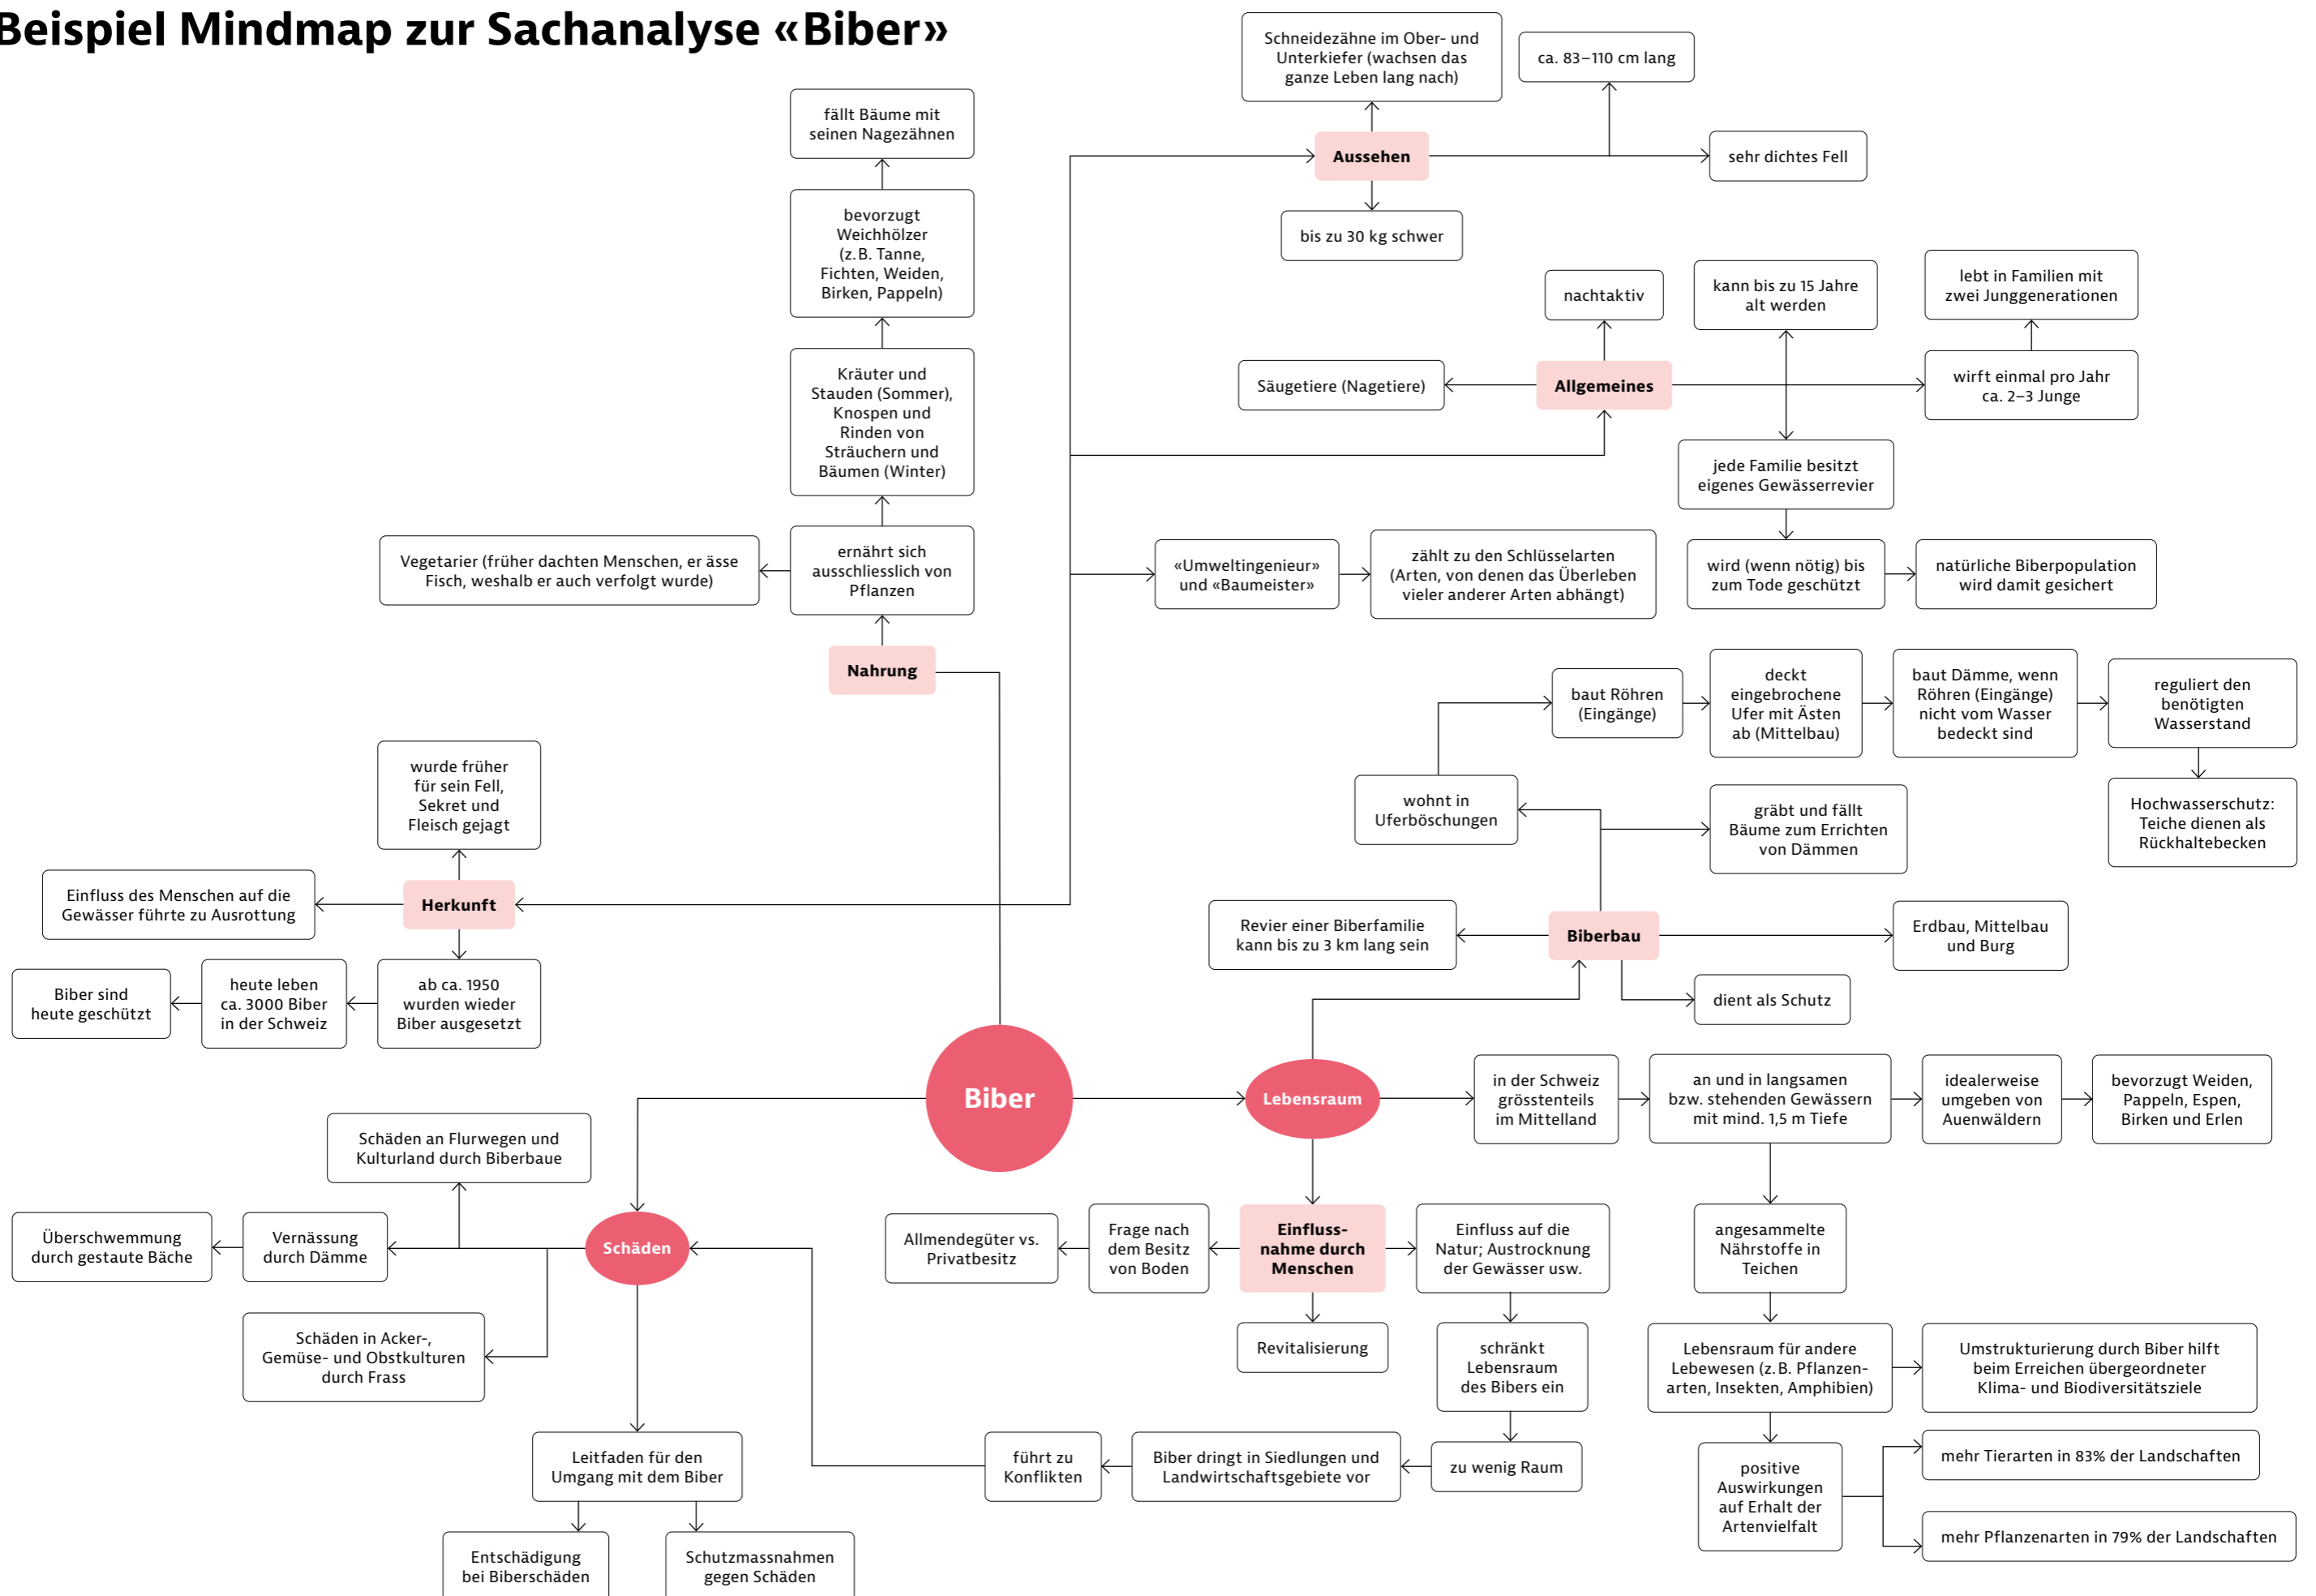 Beispiel Mindmap zur Sachanalyse «Biber»
Schneidezähne im Ober- und
Unterkiefer (wachsen das
ganze Leben lang nach)
ca. 83–110 cm lang
Aussehen
sehr dichtes Fell
bis zu 30 kg schwer
fällt Bäume mit
seinen Nagezähnen
bevorzugt
Weichhölzer
(z.B. Tanne,
Fichten, Weiden,
Birken, Pappeln)
Kräuter und
Stauden (Sommer),
Knospen und
Rinden von
Sträuchern und
Bäumen (Winter)
ernährt sich
ausschliesslich von
Pflanzen
Vegetarier (früher dachten Menschen, er ässe
Fisch, weshalb er auch verfolgt wurde)
Nahrung
nachtaktiv
kann bis zu 15 Jahre
alt werden
lebt in Familien mit
zwei Junggenerationen
Säugetiere (Nagetiere)
Allgemeines
wirft einmal pro Jahr
ca. 2–3 Junge
jede Familie besitzt
eigenes Gewässerrevier
wird (wenn nötig) bis
zum Tode geschützt
natürliche Biberpopulation
wird damit gesichert
«Umweltingenieur»
und «Baumeister»
zählt zu den Schlüsselarten
(Arten, von denen das Überleben
vieler anderer Arten abhängt)
baut Röhren
(Eingänge)
deckt
eingebrochene
Ufer mit Ästen
ab (Mittelbau)
baut Dämme, wenn
Röhren (Eingänge)
nicht vom Wasser
bedeckt sind
reguliert den
benötigten
Wasserstand
Hochwasserschutz:
Teiche dienen als
Rückhaltebecken
wohnt in
Uferböschungen
gräbt und fällt
Bäume zum Errichten
von Dämmen
Revier einer Biberfamilie
kann bis zu 3 km lang sein
Biberbau
Erdbau, Mittelbau
und Burg
dient als Schutz
wurde früher
für sein Fell,
Sekret und
Fleisch gejagt
Einfluss des Menschen auf die
Gewässer führte zu Ausrottung
Herkunft
Biber sind
heute geschützt
heute leben
ca. 3000 Biber
in der Schweiz
ab ca. 1950
wurden wieder
Biber ausgesetzt
Biber
Lebensraum
in der Schweiz
grösstenteils
im Mittelland
an und in langsamen
bzw. stehenden Gewässern
mit mind. 1,5 m Tiefe
idealerweise
umgeben von
Auenwäldern
bevorzugt Weiden,
Pappeln, Espen,
Birken und Erlen
Schäden an Flurwegen und
Kulturland durch Biberbaue
Überschwemmung
durch gestaute Bäche
Vernässung
durch Dämme
Schäden
Schäden in Acker-,
Gemüse- und Obstkulturen
durch Frass
Leitfaden für den
Umgang mit dem Biber
Entschädigung
bei Biberschäden
Schutzmassnahmen
gegen Schäden
Allmendegüter vs.
Privatbesitz
Frage nach
dem Besitz
von Boden
Einfluss-
nahme durch
Menschen
Einfluss auf die
Natur; Austrocknung
der Gewässer usw.
Revitalisierung
schränkt
Lebensraum
des Bibers ein
führt zu
Konflikten
Biber dringt in Siedlungen und
Landwirtschaftsgebiete vor
zu wenig Raum
angesammelte
Nährstoffe in
Teichen
Lebensraum für andere
Lebewesen (z.B. Pflanzen-
arten, Insekten, Amphibien)
Umstrukturierung durch Biber hilft
beim Erreichen übergeordneter
Klima- und Biodiversitätsziele
positive
Auswirkungen
auf Erhalt der
Artenvielfalt
mehr Tierarten in 83% der Landschaften
mehr Pflanzenarten in 79% der Landschaften